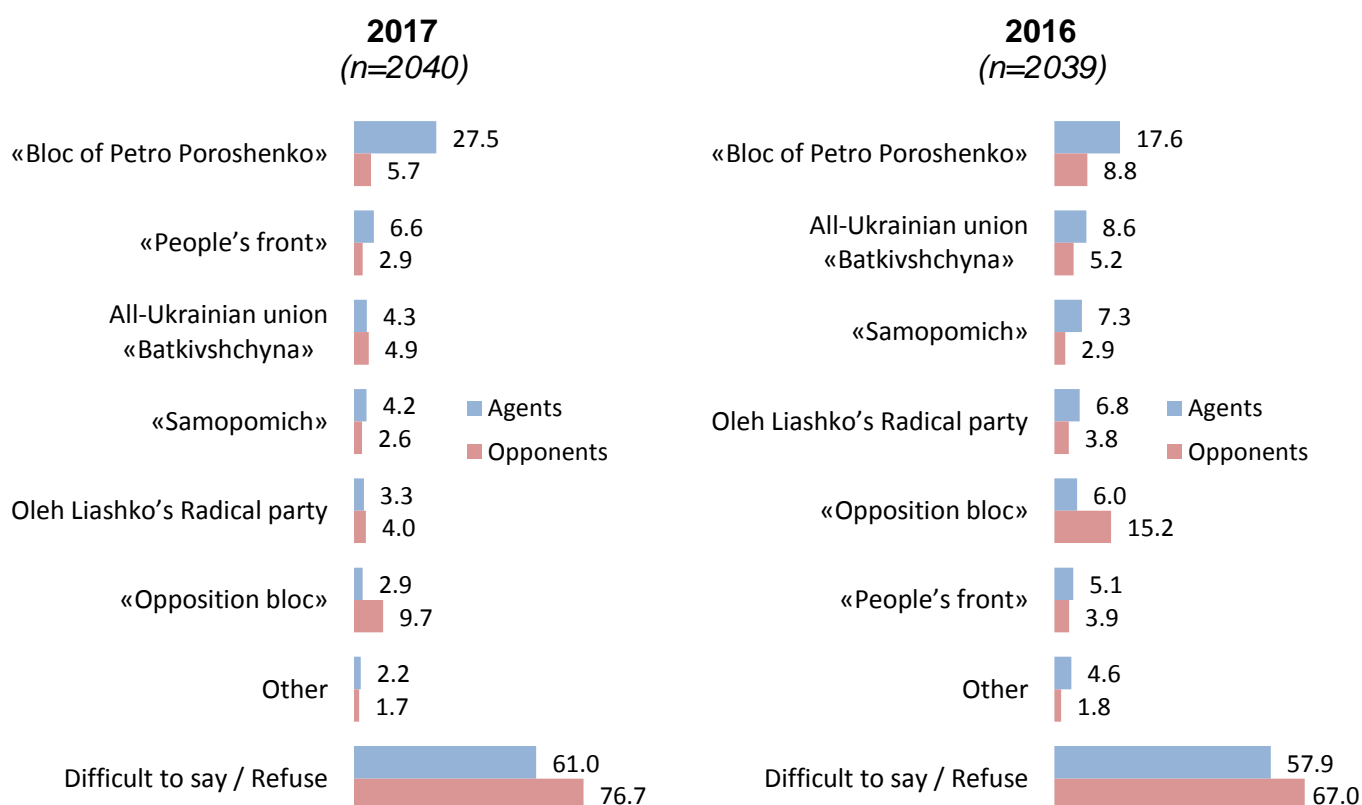 2017
(n=2040)
«Bloc of Petro Poroshenko»
27.5
5.7
«People’s front»
6.6
2.9
All-Ukrainian union
«Batkivshchyna»
4.3
4.9
«Samopomich»
4.2
2.6
Oleh Liashko’s Radical party
3.3
4.0
«Opposition bloc»
2.9
9.7
Other
2.2
1.7
Difficult to say / Refuse
61.0
76.7
Agents
Opponents
2016
(n=2039)
«Bloc of Petro Poroshenko»
17.6
8.8
All-Ukrainian union
«Batkivshchyna»
8.6
5.2
«Samopomich»
7.3
2.9
Oleh Liashko’s Radical party
6.8
3.8
«Opposition bloc»
6.0
15.2
«People’s front»
5.1
3.9
Other
4.6
1.8
Difficult to say / Refuse
57.9
67.0
Agents
Opponents